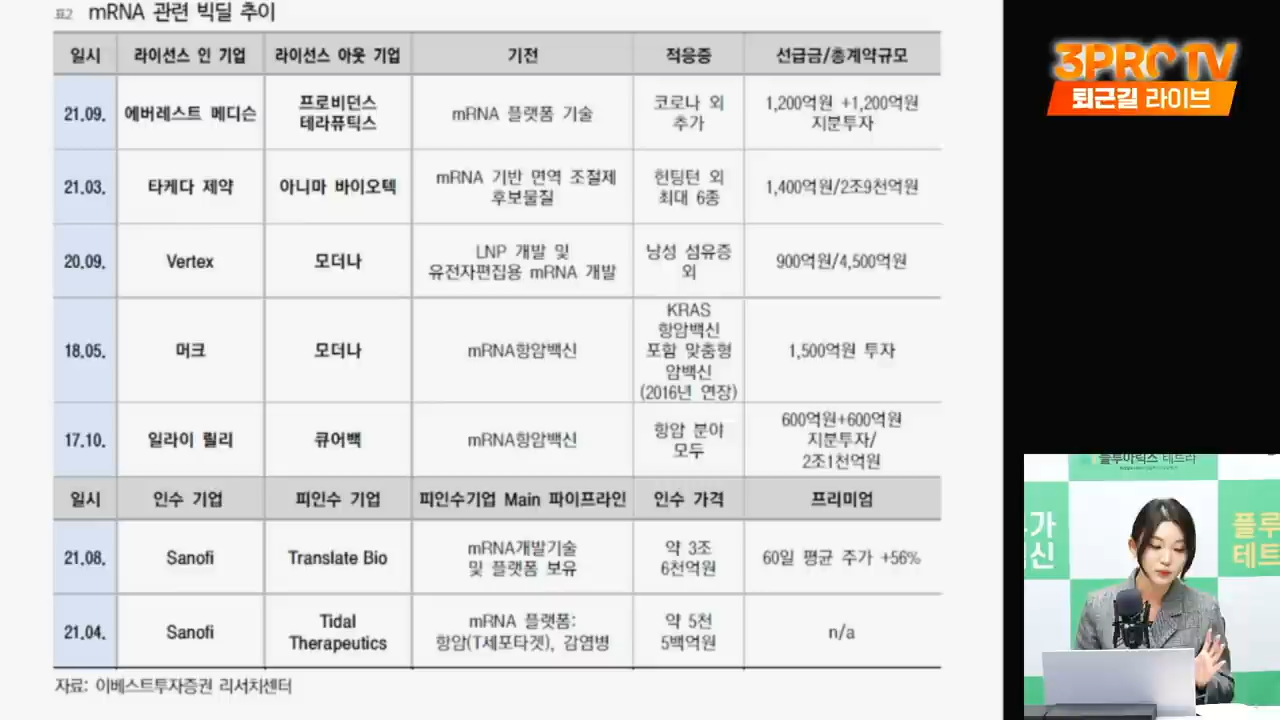 표2 mRNA 관련 빅딜 추이
일시 라이선스 인 기업 라이선스 아웃 기업 기전 적응증 선급금/총계약규모
21.09. 에버레스트 메디슨 프로비던스 테라퓨틱스 mRNA 플랫폼 기술 코로나 외 추가 1,200억원 +1,200억원 지분투자
21.03. 타케다 제약 아니마 바이오텍 mRNA 기반 면역 조절제 후보물질 헌팅턴 외 최대 6종 1,400억원/2조9천억원
20.09. Vertex 모더나 LNP 개발 및 유전자편집용 mRNA 개발 낭성 섬유증 외 900억원/4,500억원
18.05. 머크 모더나 mRNA항암백신 KRAS 항암백신 포함 맞춤형 암백신 (2016년 연장) 1,500억원 투자
17.10. 일라이 릴리 큐어백 mRNA항암백신 항암 분야 모두 600억원+600억원 지분투자/ 2조1천억원
일시 인수 기업 피인수 기업 피인수기업 Main 파이프라인 인수 가격 프리미엄
21.08. Sanofi Translate Bio mRNA개발기술 및 플랫폼 보유 약 3조 6천억원 60일 평균 주가 +56%
21.04. Sanofi Tidal Therapeutics mRNA 플랫폼: 항암(T세포타겟), 감염병 약 5천 5백억원 n/a
자료: 이베스트투자증권 리서치센터
3PRO TV
퇴근길 라이브
플루
테트
가
신